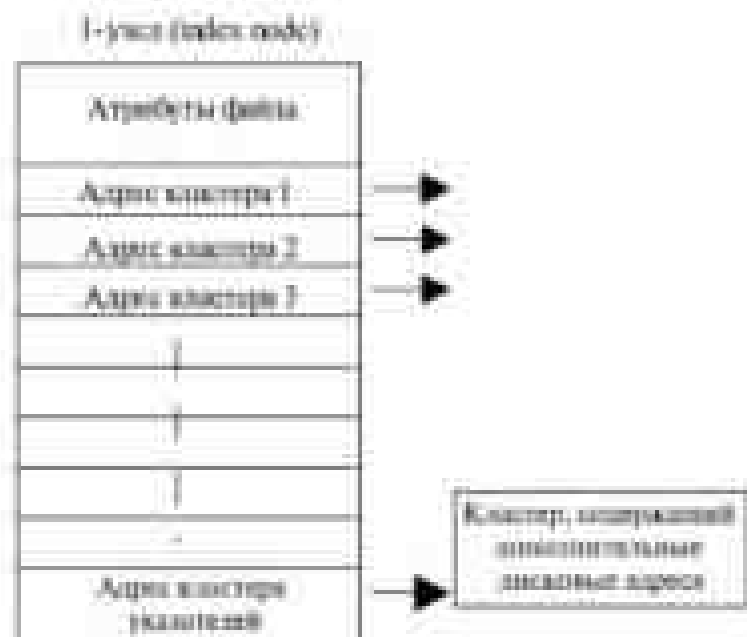 I-узел (index node)
Атрибуты файла
Адрес кластера 1
Адрес кластера 2
Адрес кластера 3
Адрес кластера
указателей
Кластер, содержащий
дополнительные
дисковые адреса